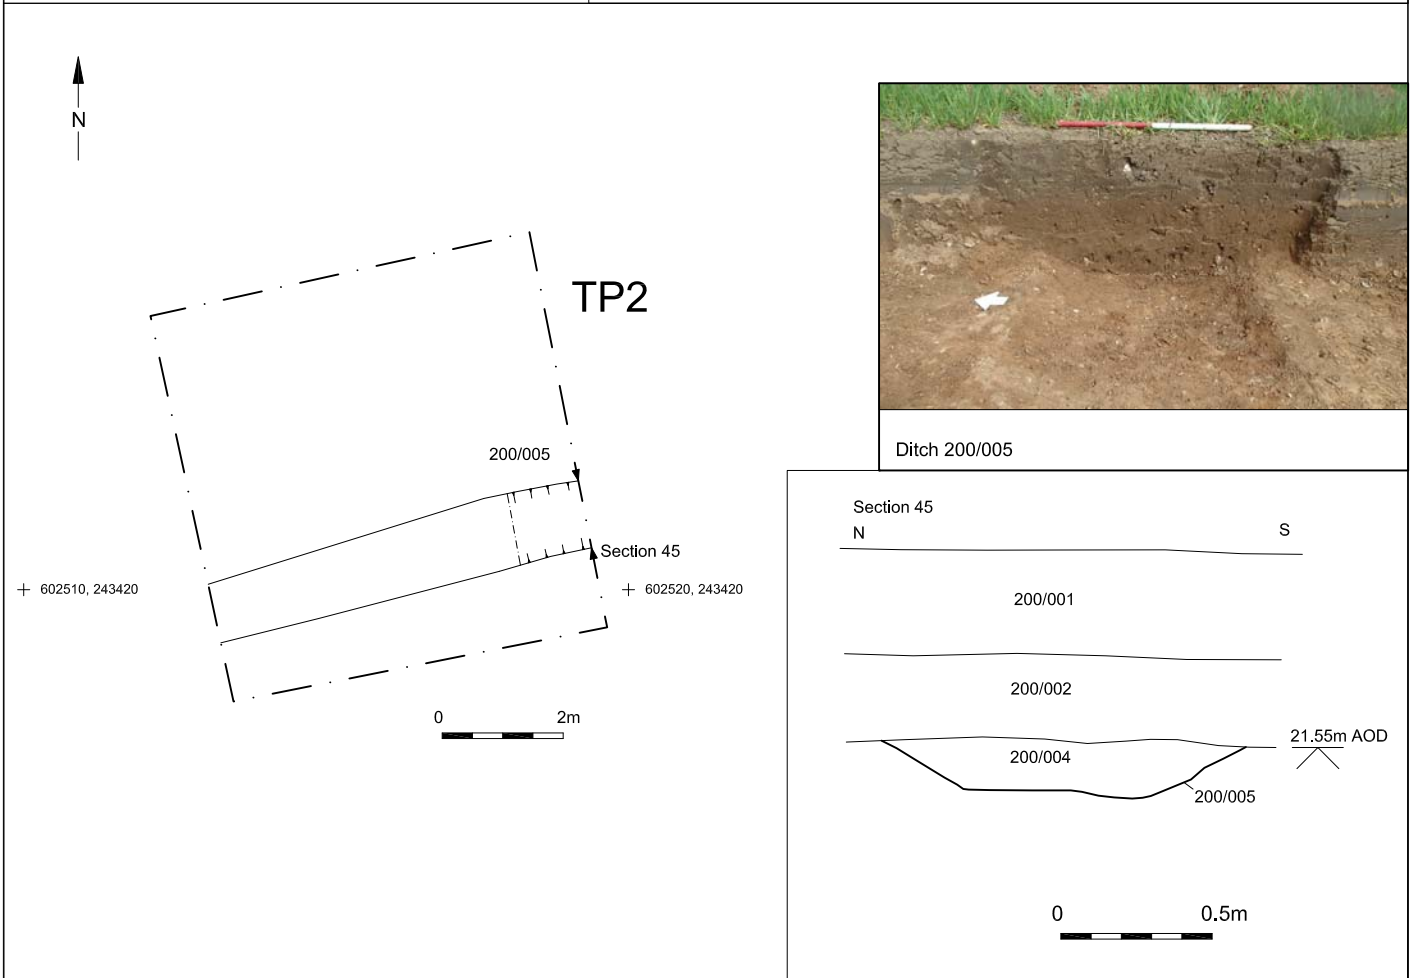 N
TP2
200/005
Section 45
602510, 243420
602520, 243420
0 2m
Ditch 200/005
Section 45
N S
200/001
200/002
21.55m AOD
200/004
200/005
0 0.5m